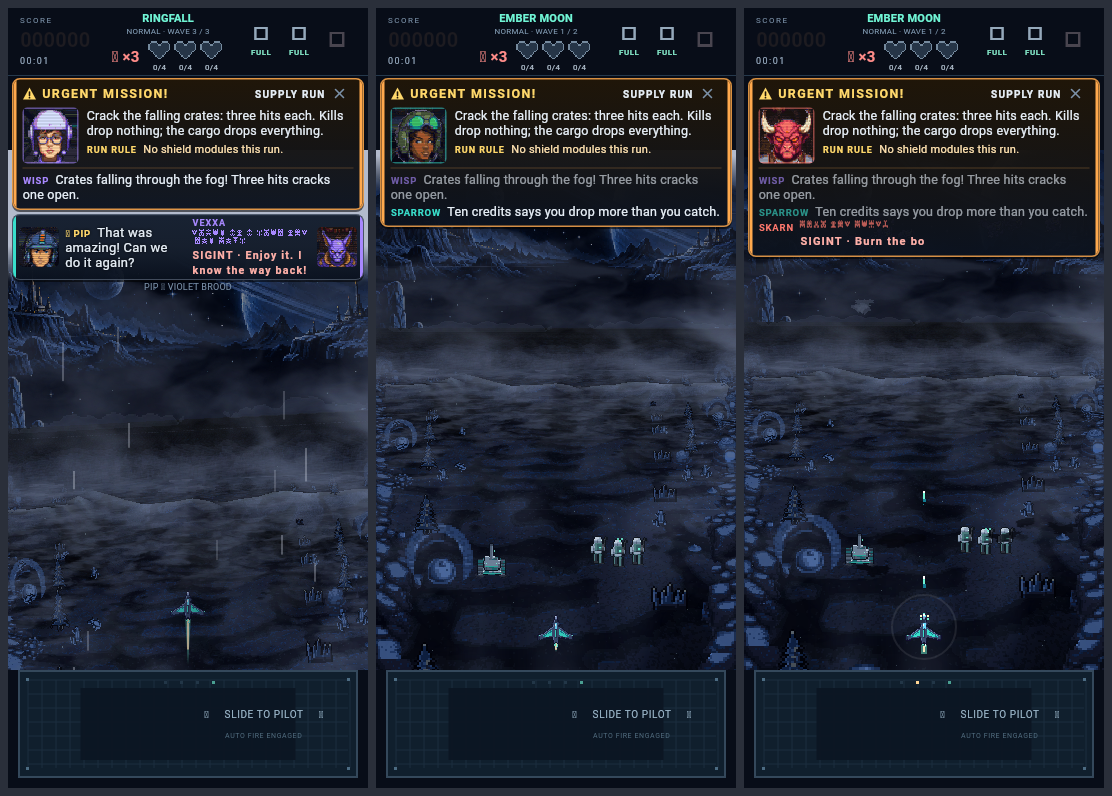 SCORE
000000
00:01
RINGFALL
NORMAL · WAVE 3 / 3
×3
0/4 0/4 0/4
FULL FULL
URGENT MISSION!
SUPPLY RUN
Crack the falling crates: three hits each. Kills
drop nothing; the cargo drops everything.
RUN RULE No shield modules this run.
WISP Crates falling through the fog! Three hits cracks
one open.
PIP That was
amazing! Can we
do it again?
VEXXA
SIGINT · Enjoy it. I
know the way back!
PIP VIOLET BROOD
SLIDE TO PILOT
AUTO FIRE ENGAGED
SCORE
000000
00:01
EMBER MOON
NORMAL · WAVE 1 / 2
×3
0/4 0/4 0/4
FULL FULL
URGENT MISSION!
SUPPLY RUN
Crack the falling crates: three hits each. Kills
drop nothing; the cargo drops everything.
RUN RULE No shield modules this run.
WISP Crates falling through the fog! Three hits cracks
one open.
SPARROW Ten credits says you drop more than you catch.
SLIDE TO PILOT
AUTO FIRE ENGAGED
SCORE
000000
00:01
EMBER MOON
NORMAL · WAVE 1 / 2
×3
0/4 0/4 0/4
FULL FULL
URGENT MISSION!
SUPPLY RUN
Crack the falling crates: three hits each. Kills
drop nothing; the cargo drops everything.
RUN RULE No shield modules this run.
WISP Crates falling through the fog! Three hits cracks
one open.
SPARROW Ten credits says you drop more than you catch.
SKARN
SIGINT · Burn the bo
SLIDE TO PILOT
AUTO FIRE ENGAGED